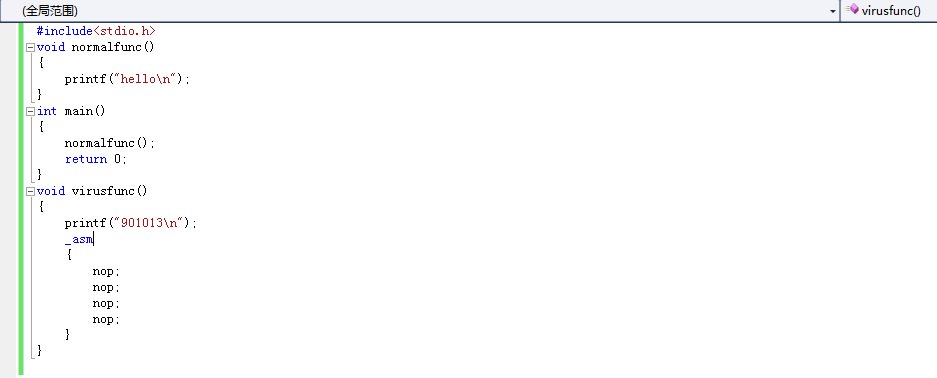 (全局范围) virusfunc()
#include<stdio.h>
void normalfunc()
{
    printf("hello\n");
}
int main()
{
    normalfunc();
    return 0;
}
void virusfunc()
{
    printf("901013\n");
    _asm
    {
        nop;
        nop;
        nop;
        nop;
    }
}